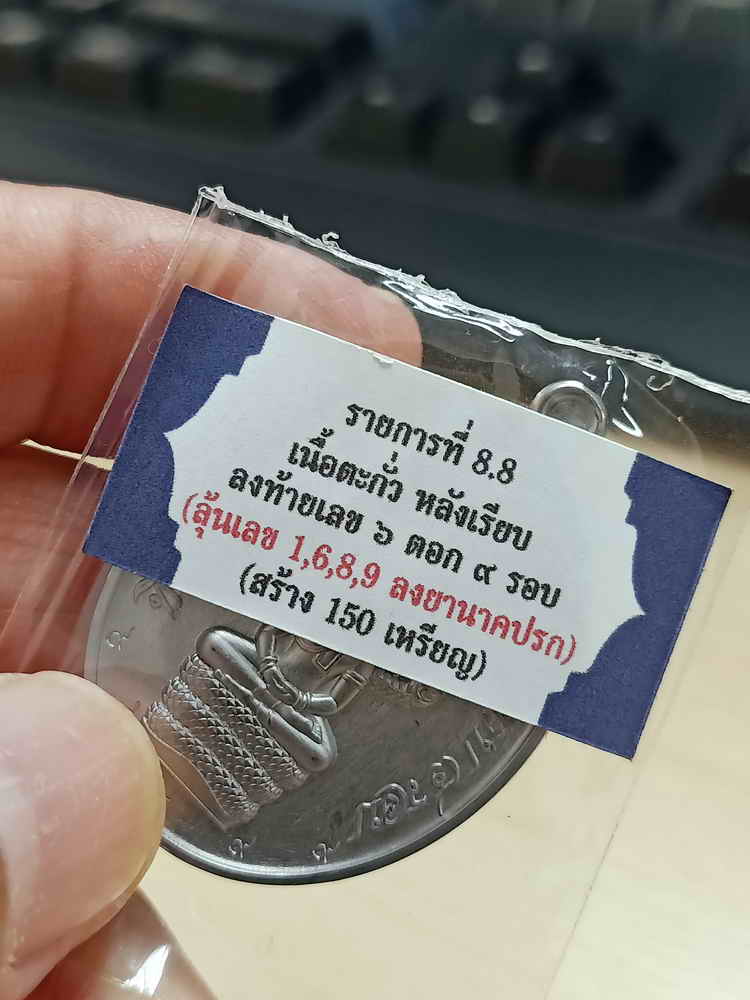 รายการที่ 8.8
เนื้อตะกั่ว หลังเรียบ
ลงท้ายเลข ๖ ตอก ๙ รอบ
(ลุ้นเลข 1,6,8,9 ลงยานาคปรก)
(สร้าง 150 เหรียญ)